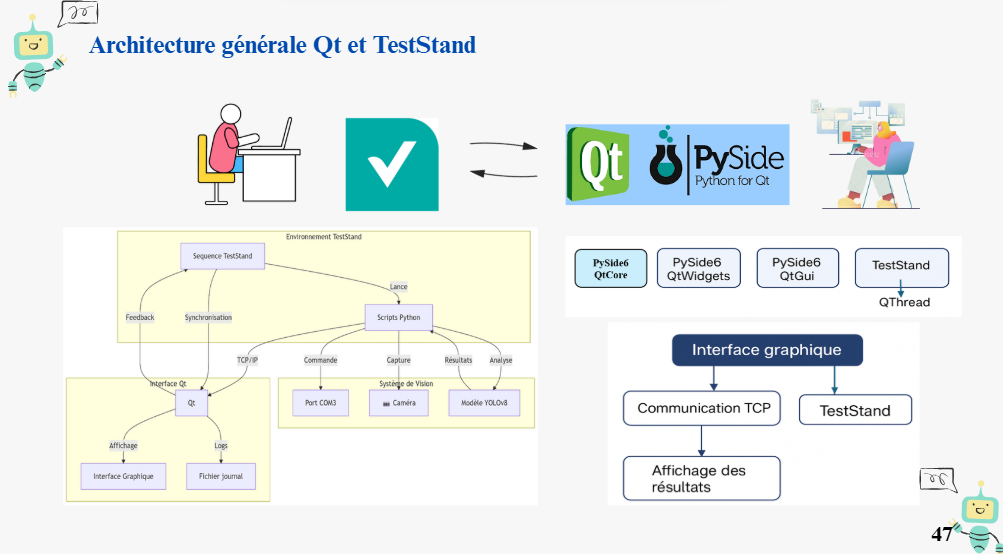 Architecture générale Qt et TestStand
Qt
PySide
Python for Qt
Environnement TestStand
Sequence TestStand
Lance
Feedback
Synchronisation
Scripts Python
TCP/IP
Commande
Capture
Résultats
Analyse
Interface Qt
Système de Vision
Qt
Port COM3
Caméra
Modèle YOLOv8
Affichage
Logs
Interface Graphique
Fichier journal
PySide6
QtCore
PySide6
QtWidgets
PySide6
QtGui
TestStand
QThread
Interface graphique
Communication TCP
TestStand
Affichage des
résultats
47